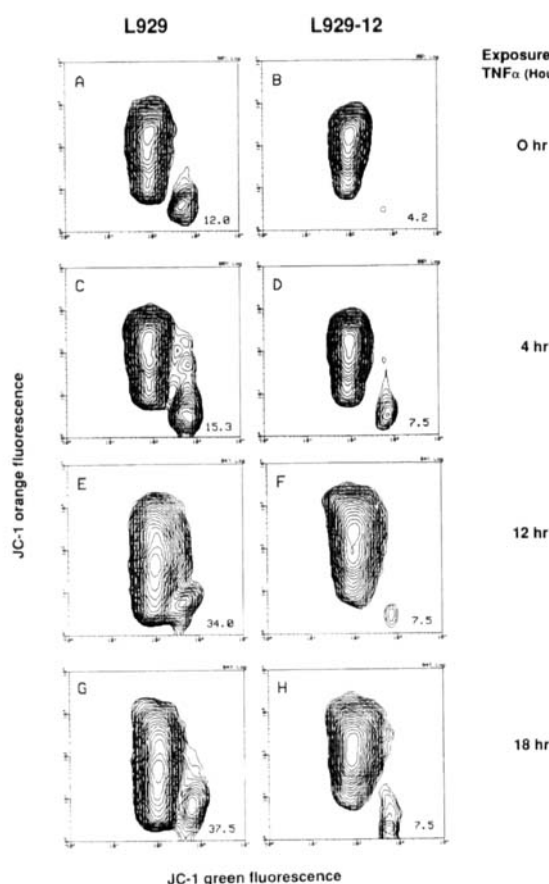 L929 L929-12
Exposure
TNFα (Hou
A B
12.0 4.2
O hr
C D
15.3 7.5
4 hr
E F
34.0 7.5
12 hr
G H
37.5 7.5
18 hr
JC-1 orange fluorescence
JC-1 green fluorescence